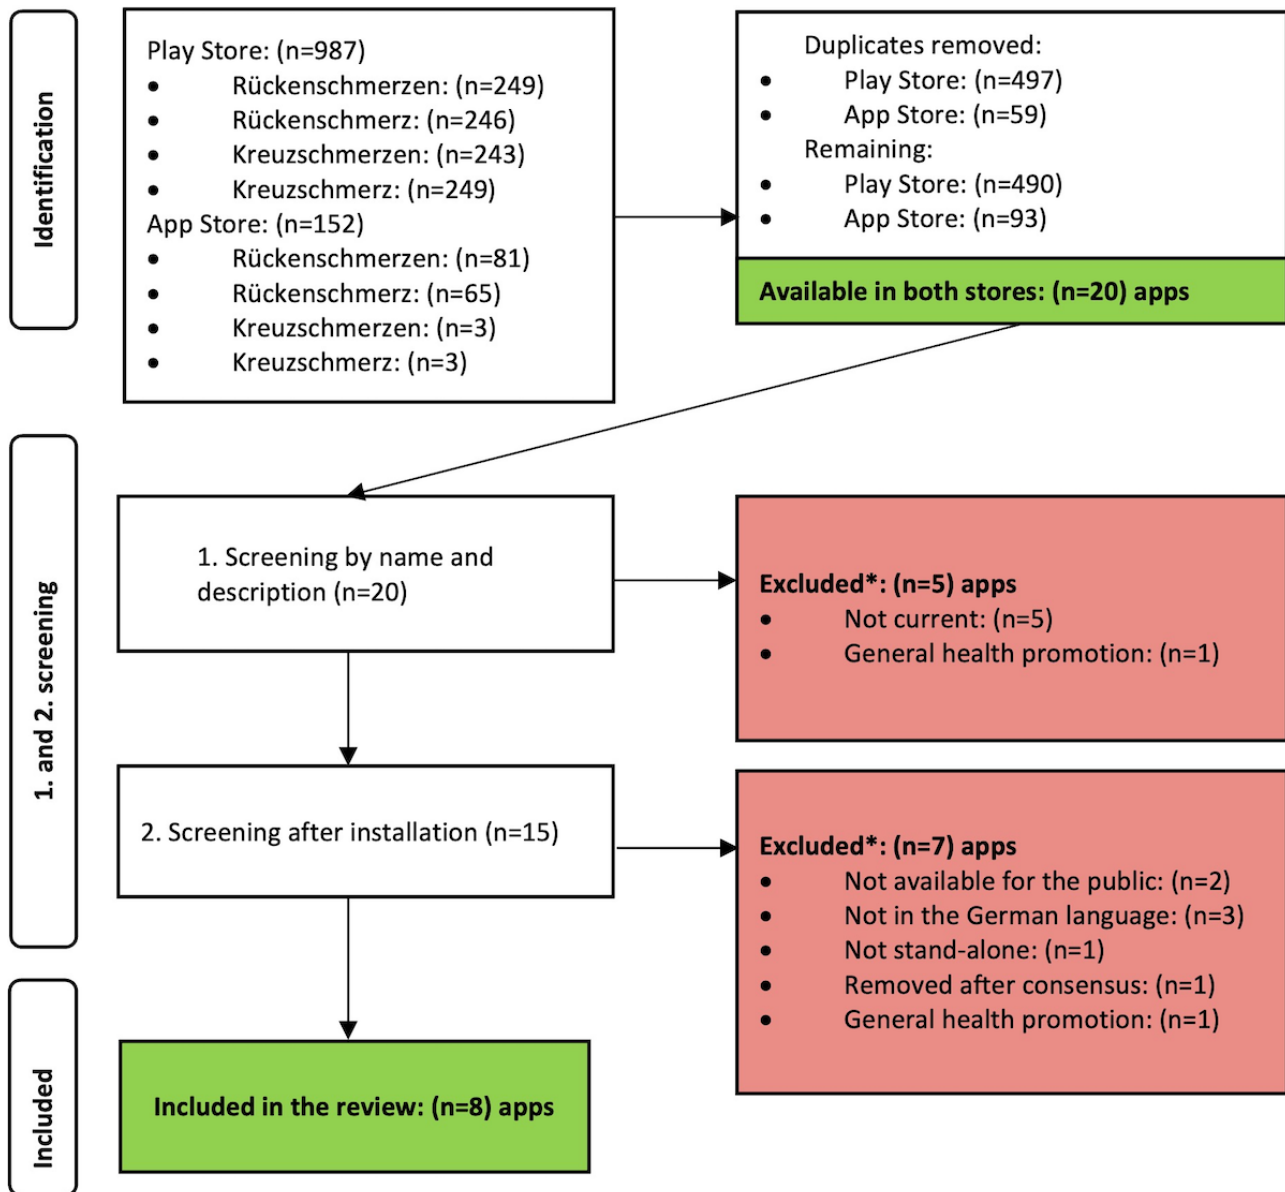 Identification
Play Store: (n=987)
• Rückenschmerzen: (n=249)
• Rückenschmerz: (n=246)
• Kreuzschmerzen: (n=243)
• Kreuzschmerz: (n=249)
App Store: (n=152)
• Rückenschmerzen: (n=81)
• Rückenschmerz: (n=65)
• Kreuzschmerzen: (n=3)
• Kreuzschmerz: (n=3)
Duplicates removed:
• Play Store: (n=497)
• App Store: (n=59)
Remaining:
• Play Store: (n=490)
• App Store: (n=93)
Available in both stores: (n=20) apps
1. and 2. screening
1. Screening by name and
description (n=20)
Excluded*: (n=5) apps
• Not current: (n=5)
• General health promotion: (n=1)
2. Screening after installation (n=15)
Excluded*: (n=7) apps
• Not available for the public: (n=2)
• Not in the German language: (n=3)
• Not stand-alone: (n=1)
• Removed after consensus: (n=1)
• General health promotion: (n=1)
Included
Included in the review: (n=8) apps